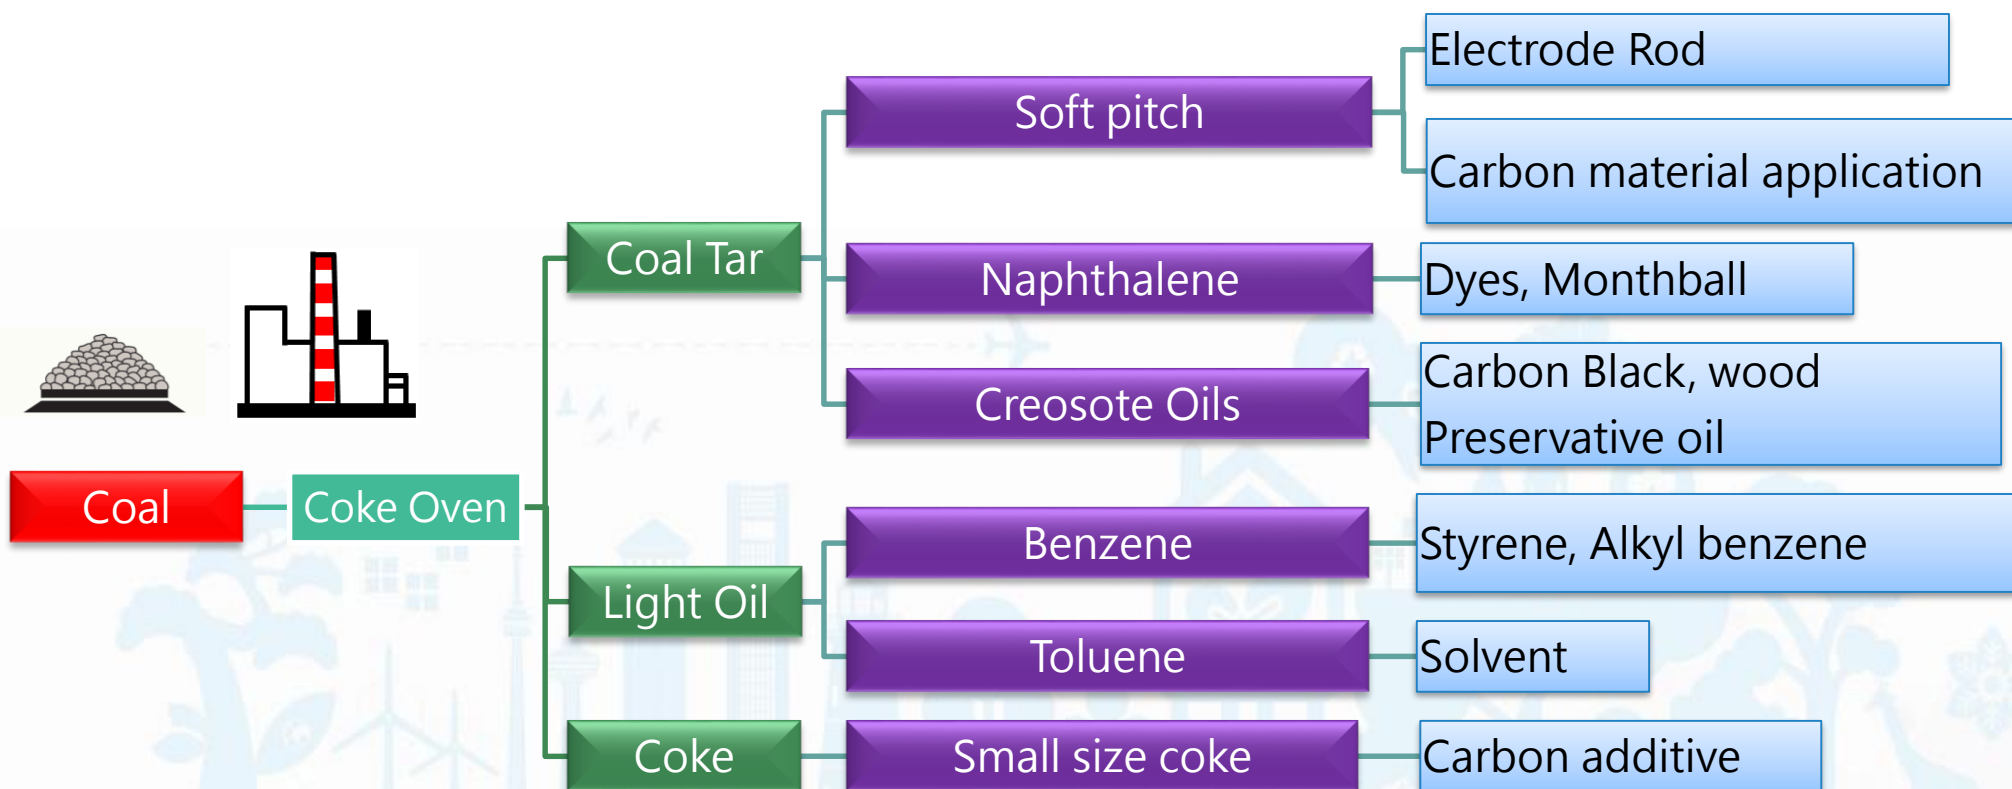 Coal
Coke Oven
Coal Tar
Soft pitch
Electrode Rod
Carbon material application
Naphthalene
Dyes, Monthball
Creosote Oils
Carbon Black, wood
Preservative oil
Light Oil
Benzene
Styrene, Alkyl benzene
Toluene
Solvent
Coke
Small size coke
Carbon additive